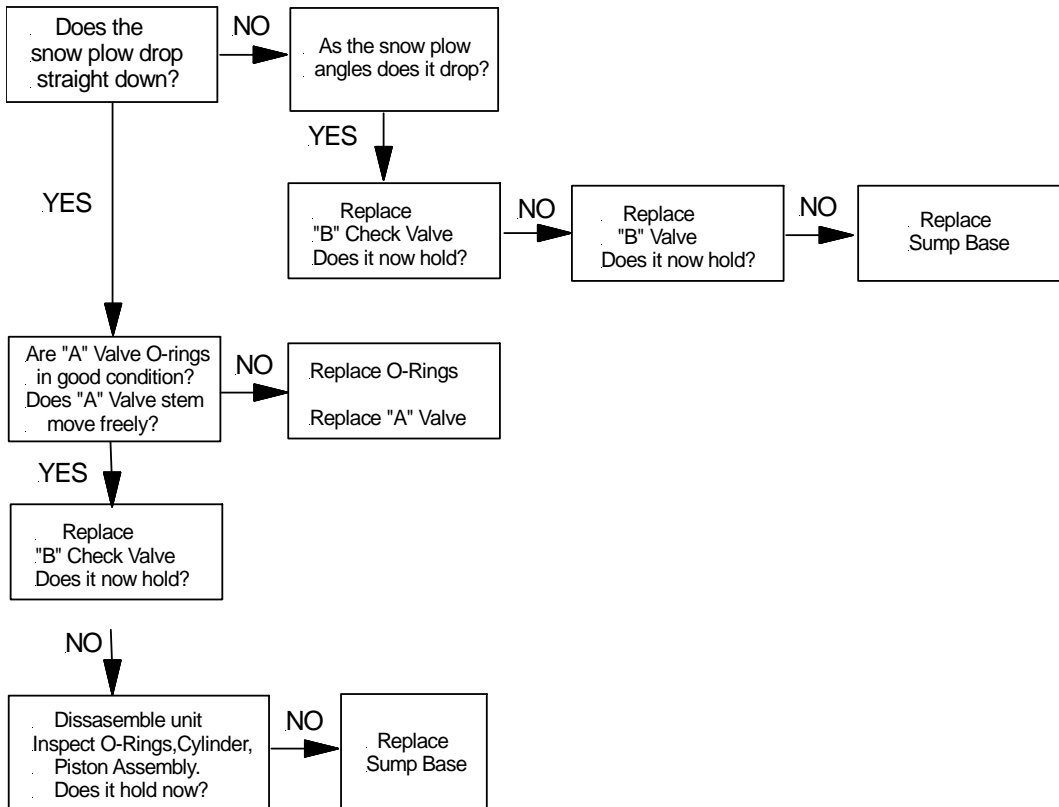 Does the
snow plow drop
straight down?
NO
As the snow plow
angles does it drop?
YES
YES
Replace
"B" Check Valve
Does it now hold?
NO
Replace
"B" Valve
Does it now hold?
NO
Replace
Sump Base
Are "A" Valve O-rings
in good condition?
Does "A" Valve stem
move freely?
NO
Replace O-Rings
Replace "A" Valve
YES
Replace
"B" Check Valve
Does it now hold?
NO
Dissasemble unit
Inspect O-Rings,Cylinder,
Piston Assembly.
Does it hold now?
NO
Replace
Sump Base